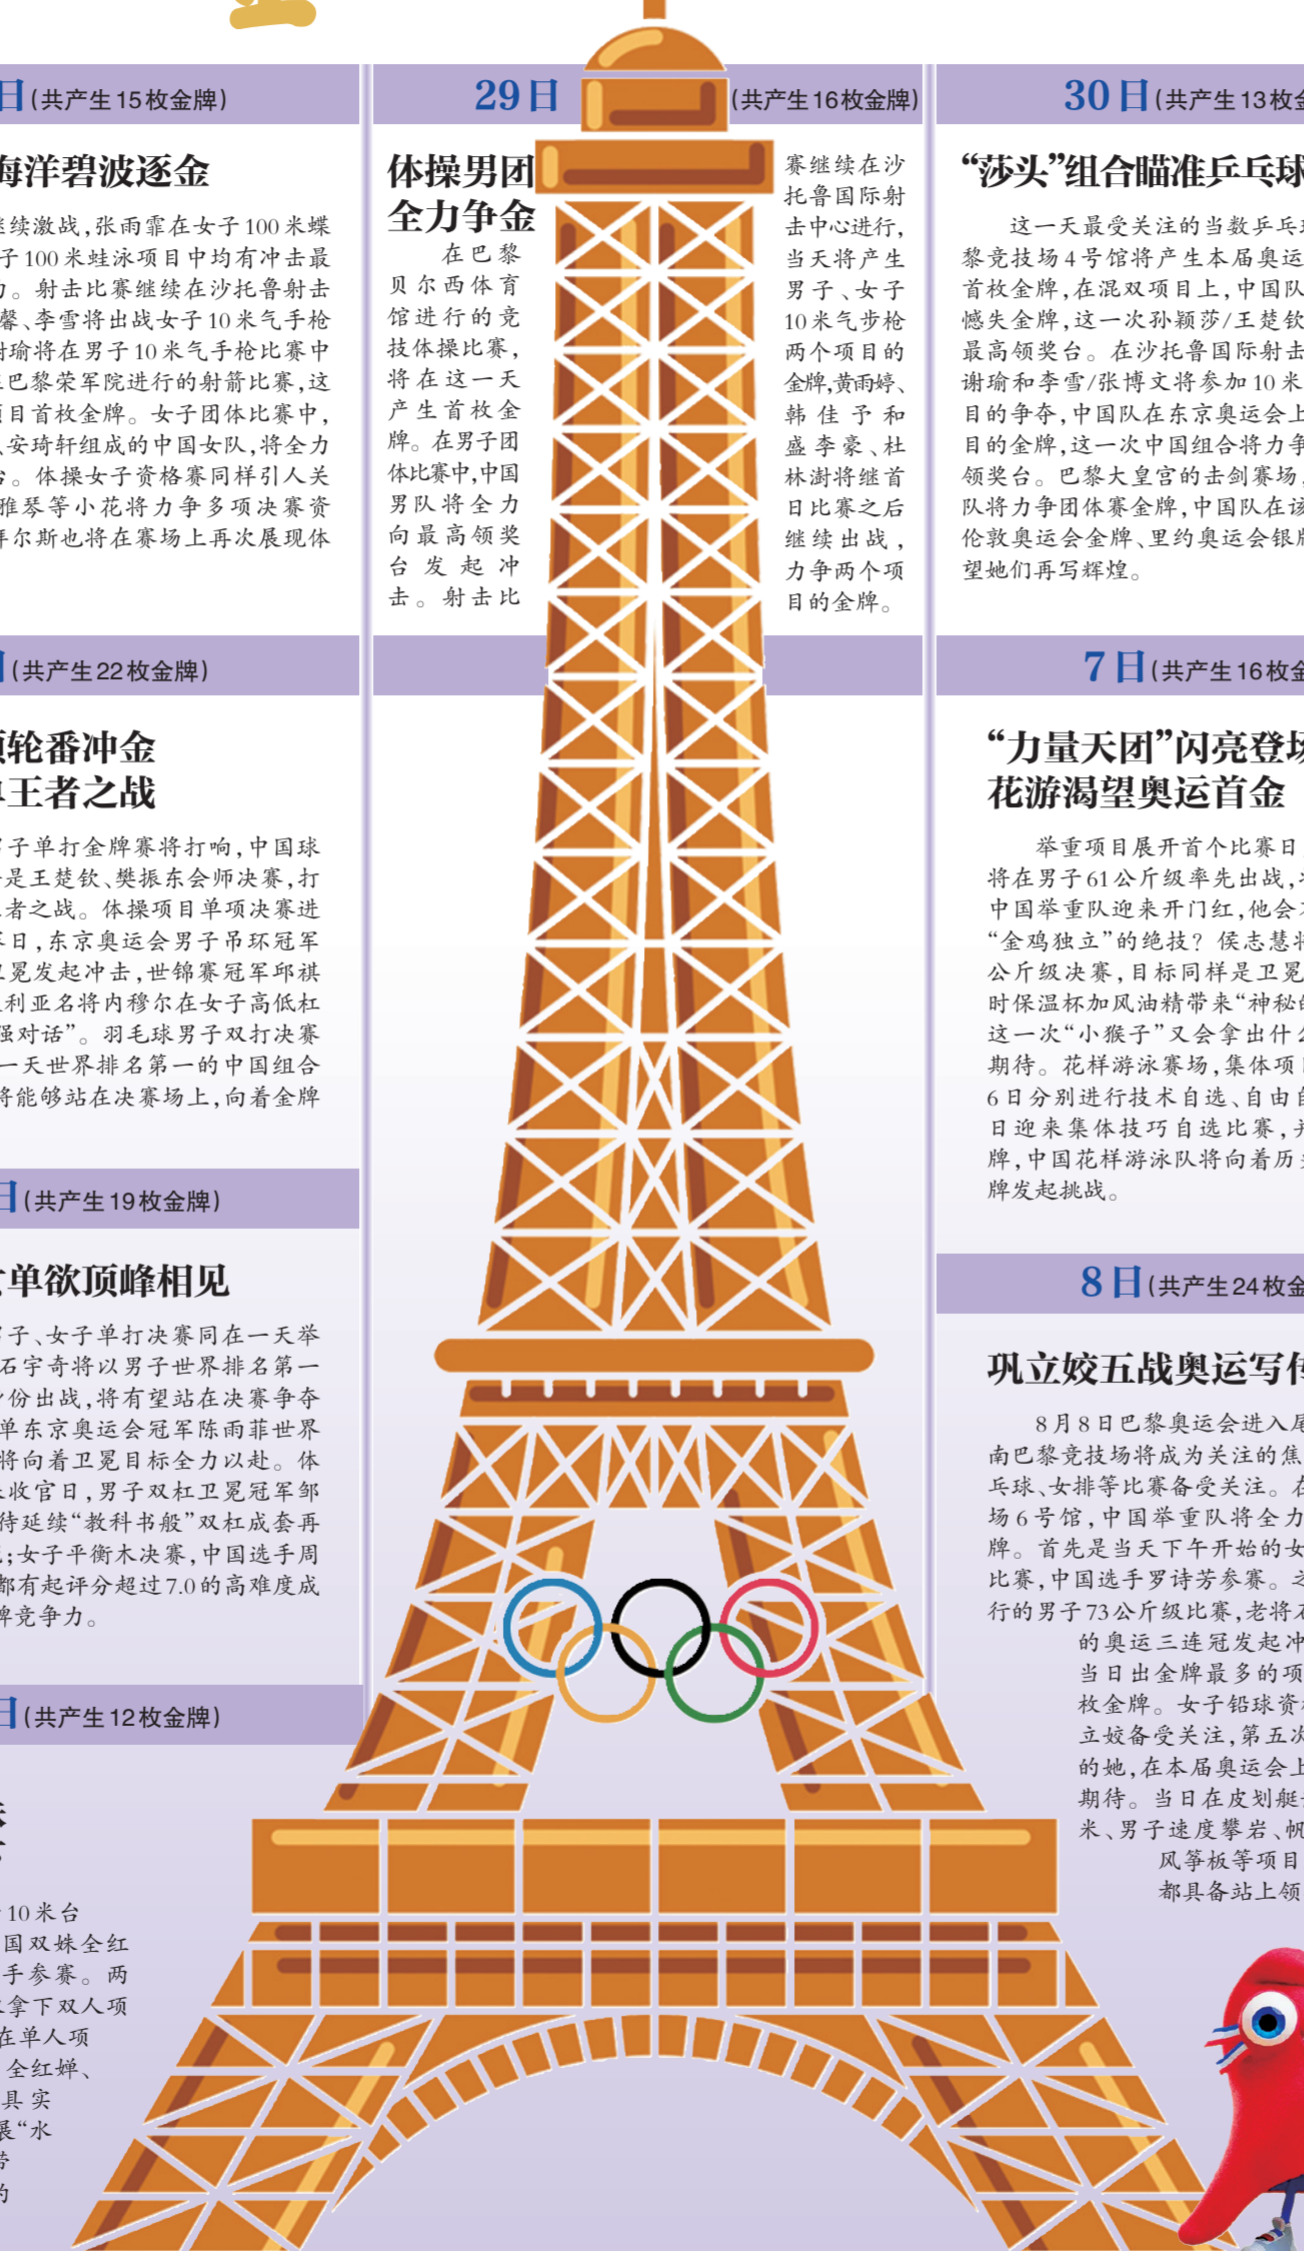 日(共产生15枚金牌)
海洋碧波逐金
续激战,张雨霏在女子100米蝶
子100米蛙泳项目中均有冲击最
。射击比赛继续在沙托鲁射击
馨、李雪将出战女子10米气手枪
谢瑜将在男子10米气手枪比赛中
巴黎荣军院进行的射箭比赛,这
项目首枚金牌。女子团体比赛中,
安琦轩组成的中国女队,将全力
台。体操女子资格赛同样引人关
雅琴等小花将力争多项决赛资
拜尔斯也将在赛场上再次展现体
29日(共产生16枚金牌)
体操男团
全力争金
在巴黎
贝尔西体育
馆进行的竞
技体操比赛,
将在这一天
产生首枚金
牌。在男子团
体比赛中,中国
男队将全力
向最高领奖
台发起冲
击。射击比
赛继续在沙
托鲁国际射
击中心进行,
当天将产生
男子、女子
10米气步枪
两个项目的
金牌,黄雨婷、
韩佳予和
盛李豪、杜
林澍将继首
日比赛之后
继续出战,
力争两个项
目的金牌。
30日(共产生13枚金
“莎头”组合瞄准乒乓球
这一天最受关注的当数乒乓球
黎竞技场4号馆将产生本届奥运
首枚金牌,在混双项目上,中国队
憾失金牌,这一次孙颖莎/王楚钦
最高领奖台。在沙托鲁国际射击
谢瑜和李雪/张博文将参加10米
目的争夺,中国队在东京奥运会上
目的金牌,这一次中国组合将力争
领奖台。巴黎大皇宫的击剑赛场,
队将力争团体赛金牌,中国队在该
伦敦奥运会金牌、里约奥运会银牌
望她们再写辉煌。
(共产生22枚金牌)
轮番冲金
王者之战
男子单打金牌赛将打响,中国球
是王楚钦、樊振东会师决赛,打
者之战。体操项目单项决赛进
日,东京奥运会男子吊环冠军
卫冕发起冲击,世锦赛冠军邱祺
利亚名将内穆尔在女子高低杠
强对话”。羽毛球男子双打决赛
一天世界排名第一的中国组合
将能够站在决赛场上,向着金牌
7日(共产生16枚金
“力量天团”闪亮登场
花游渴望奥运首金
举重项目展开首个比赛日
将在男子61公斤级率先出战,
中国举重队迎来开门红,他会
“金鸡独立”的绝技?侯志慧将
公斤级决赛,目标同样是卫冕
时保温杯加风油精带来“神秘的
这一次“小猴子”又会拿出什么
期待。花样游泳赛场,集体项目
6日分别进行技术自选、自由自
日迎来集体技巧自选比赛,并
牌,中国花样游泳队将向着历史
牌发起挑战。
日(共产生19枚金牌)
单欲顶峰相见
男子、女子单打决赛同在一天举
石宇奇将以男子世界排名第一
身份出战,将有望站在决赛争夺
单东京奥运会冠军陈雨菲世界
将向着卫冕目标全力以赴。体
收官日,男子双杠卫冕冠军邹
待延续“教科书般”双杠成套再
;女子平衡木决赛,中国选手周
都有起评分超过7.0的高难度成
牌竞争力。
8日(共产生24枚金
巩立姣五战奥运写传
8月8日巴黎奥运会进入尾
南巴黎竞技场将成为关注的焦
乒球、女排等比赛备受关注。在
场6号馆,中国举重队将全力
牌。首先是当天下午开始的女
比赛,中国选手罗诗芳参赛。之
行的男子73公斤级比赛,老将石
的奥运三连冠发起冲
当日出金牌最多的项
枚金牌。女子铅球资格
立姣备受关注,第五次
的她,在本届奥运会上
期待。当日在皮划艇
米、男子速度攀岩、帆
风筝板等项目
都具备站上领
日(共产生12枚金牌)
10米台
国双姝全红
手参赛。两
拿下双人项
在单人项
全红婵、
具实
展“水
带
的